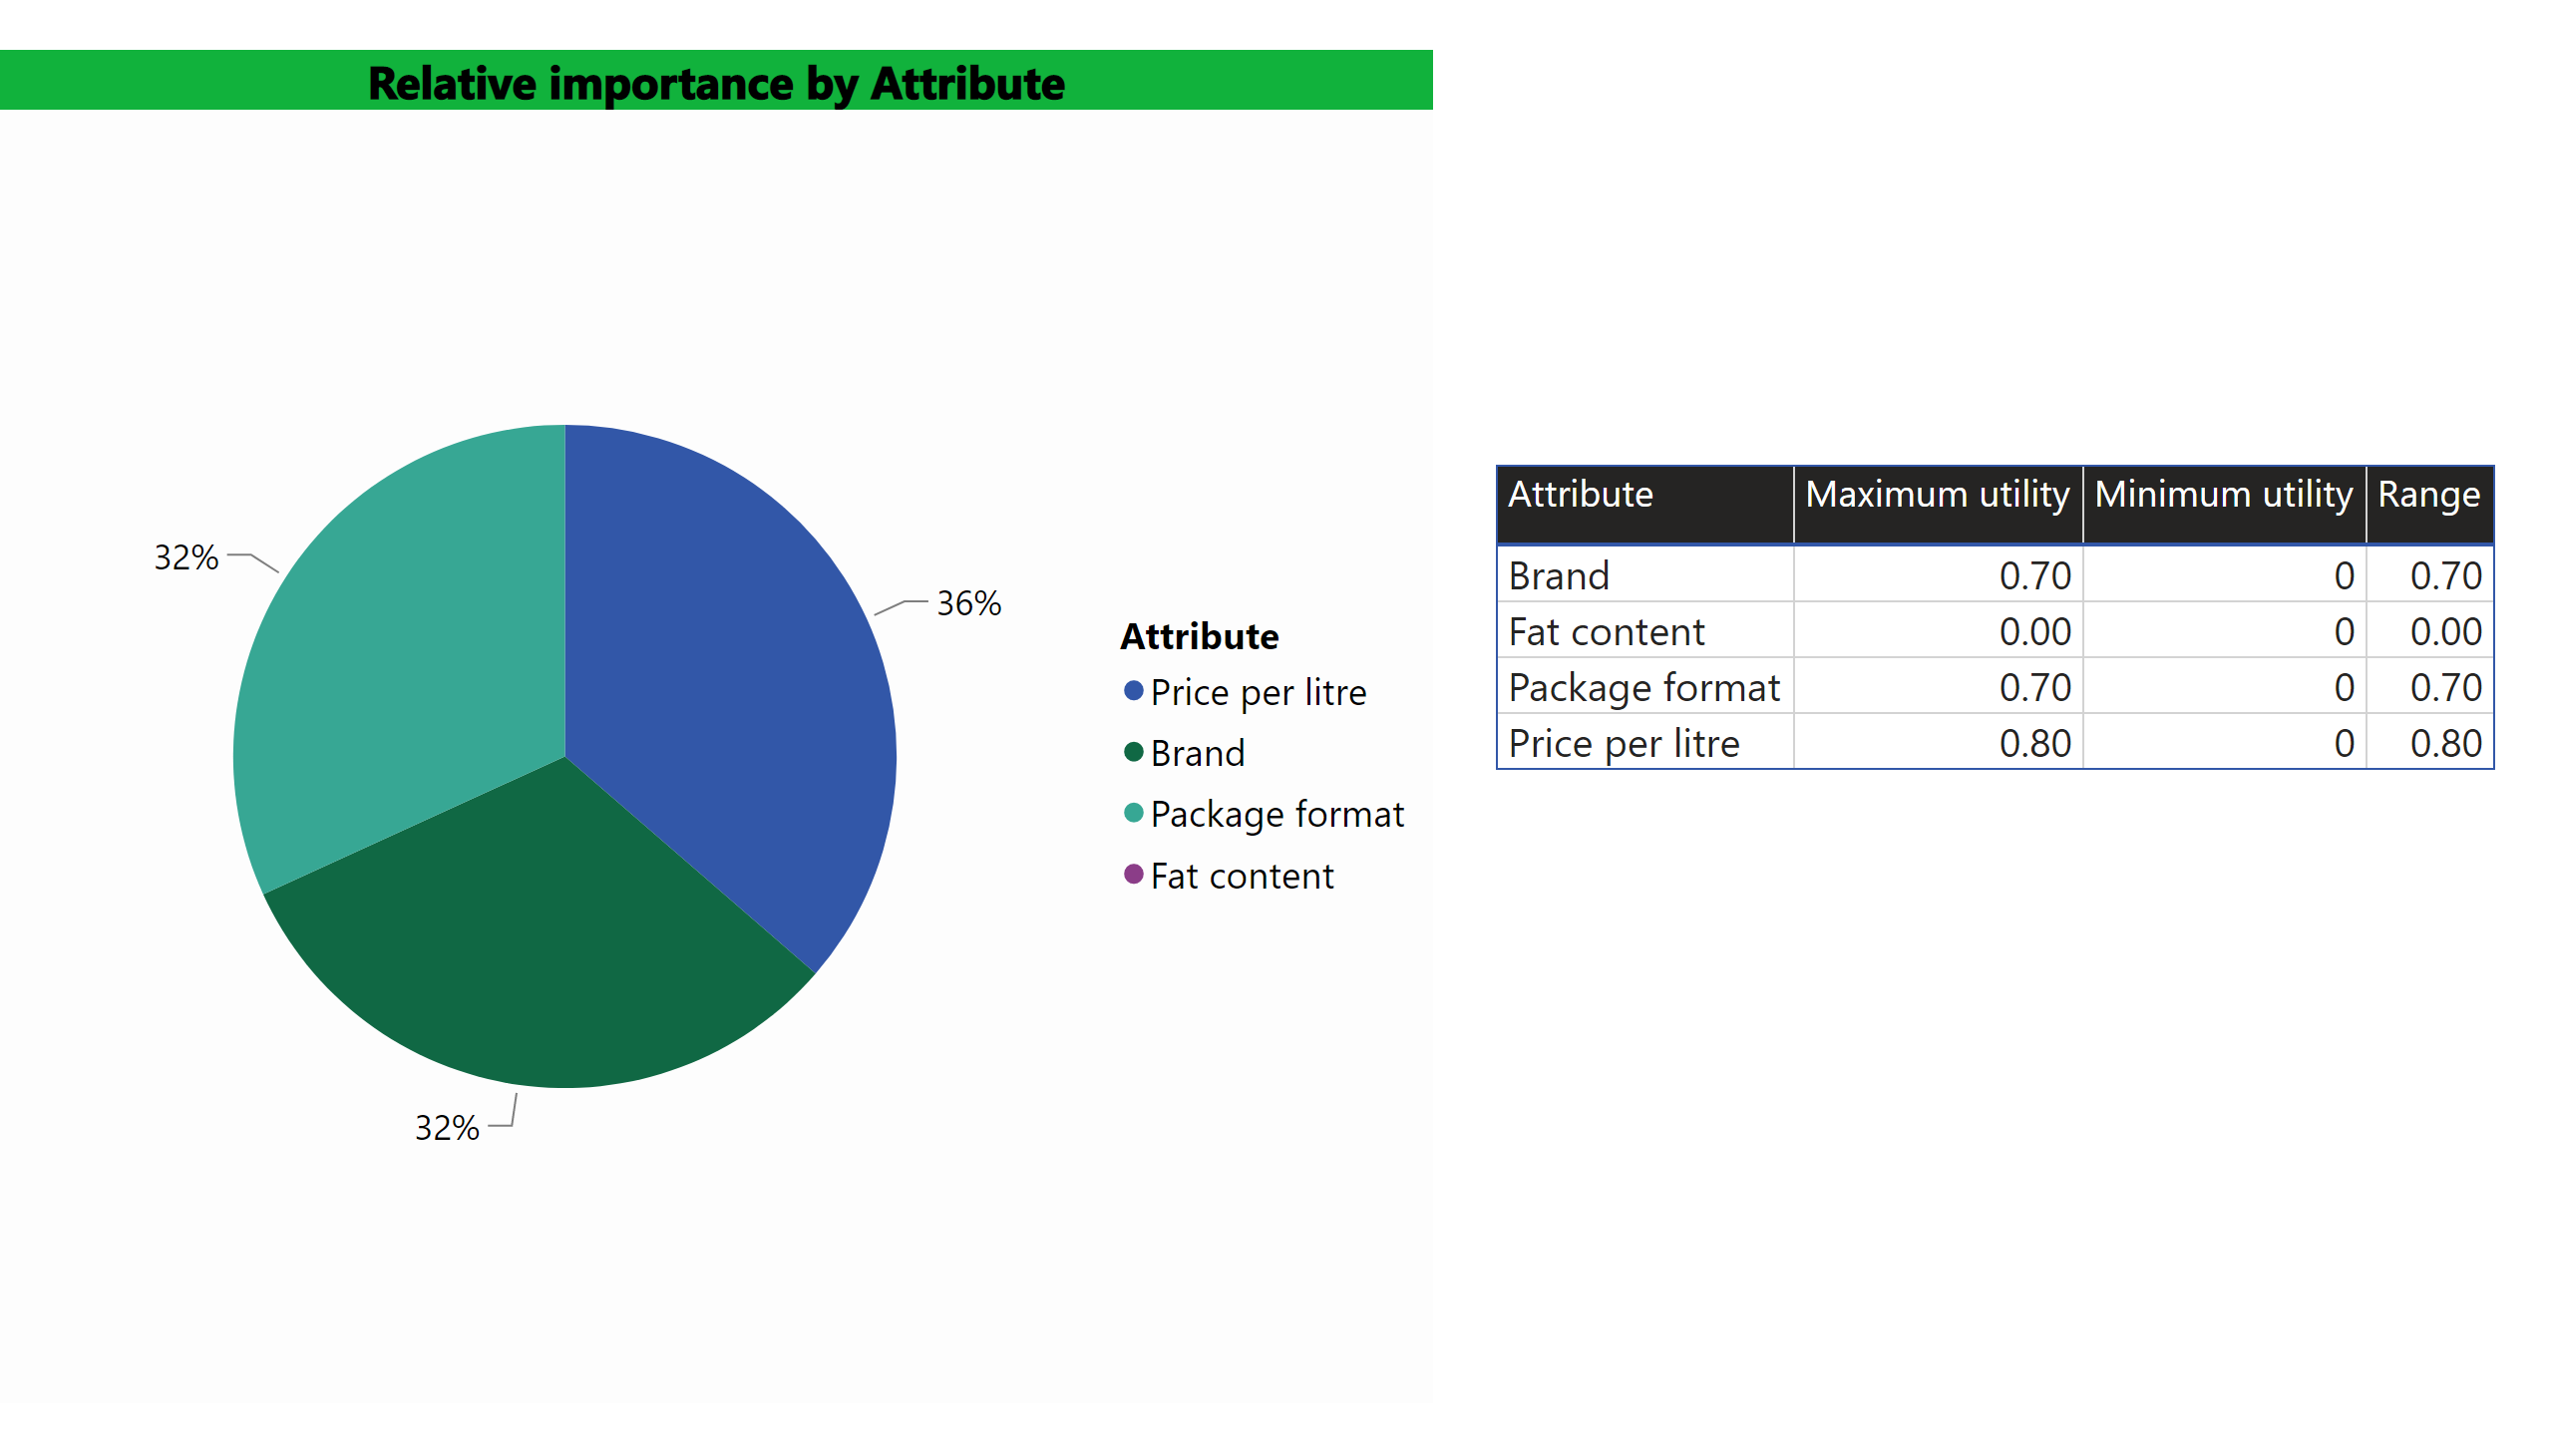 Relative importance by Attribute
32%
36%
32%
Attribute
Price per litre
Brand
Package format
Fat content
Attribute Maximum utility Minimum utility Range
Brand 0.70 0 0.70
Fat content 0.00 0 0.00
Package format 0.70 0 0.70
Price per litre 0.80 0 0.80